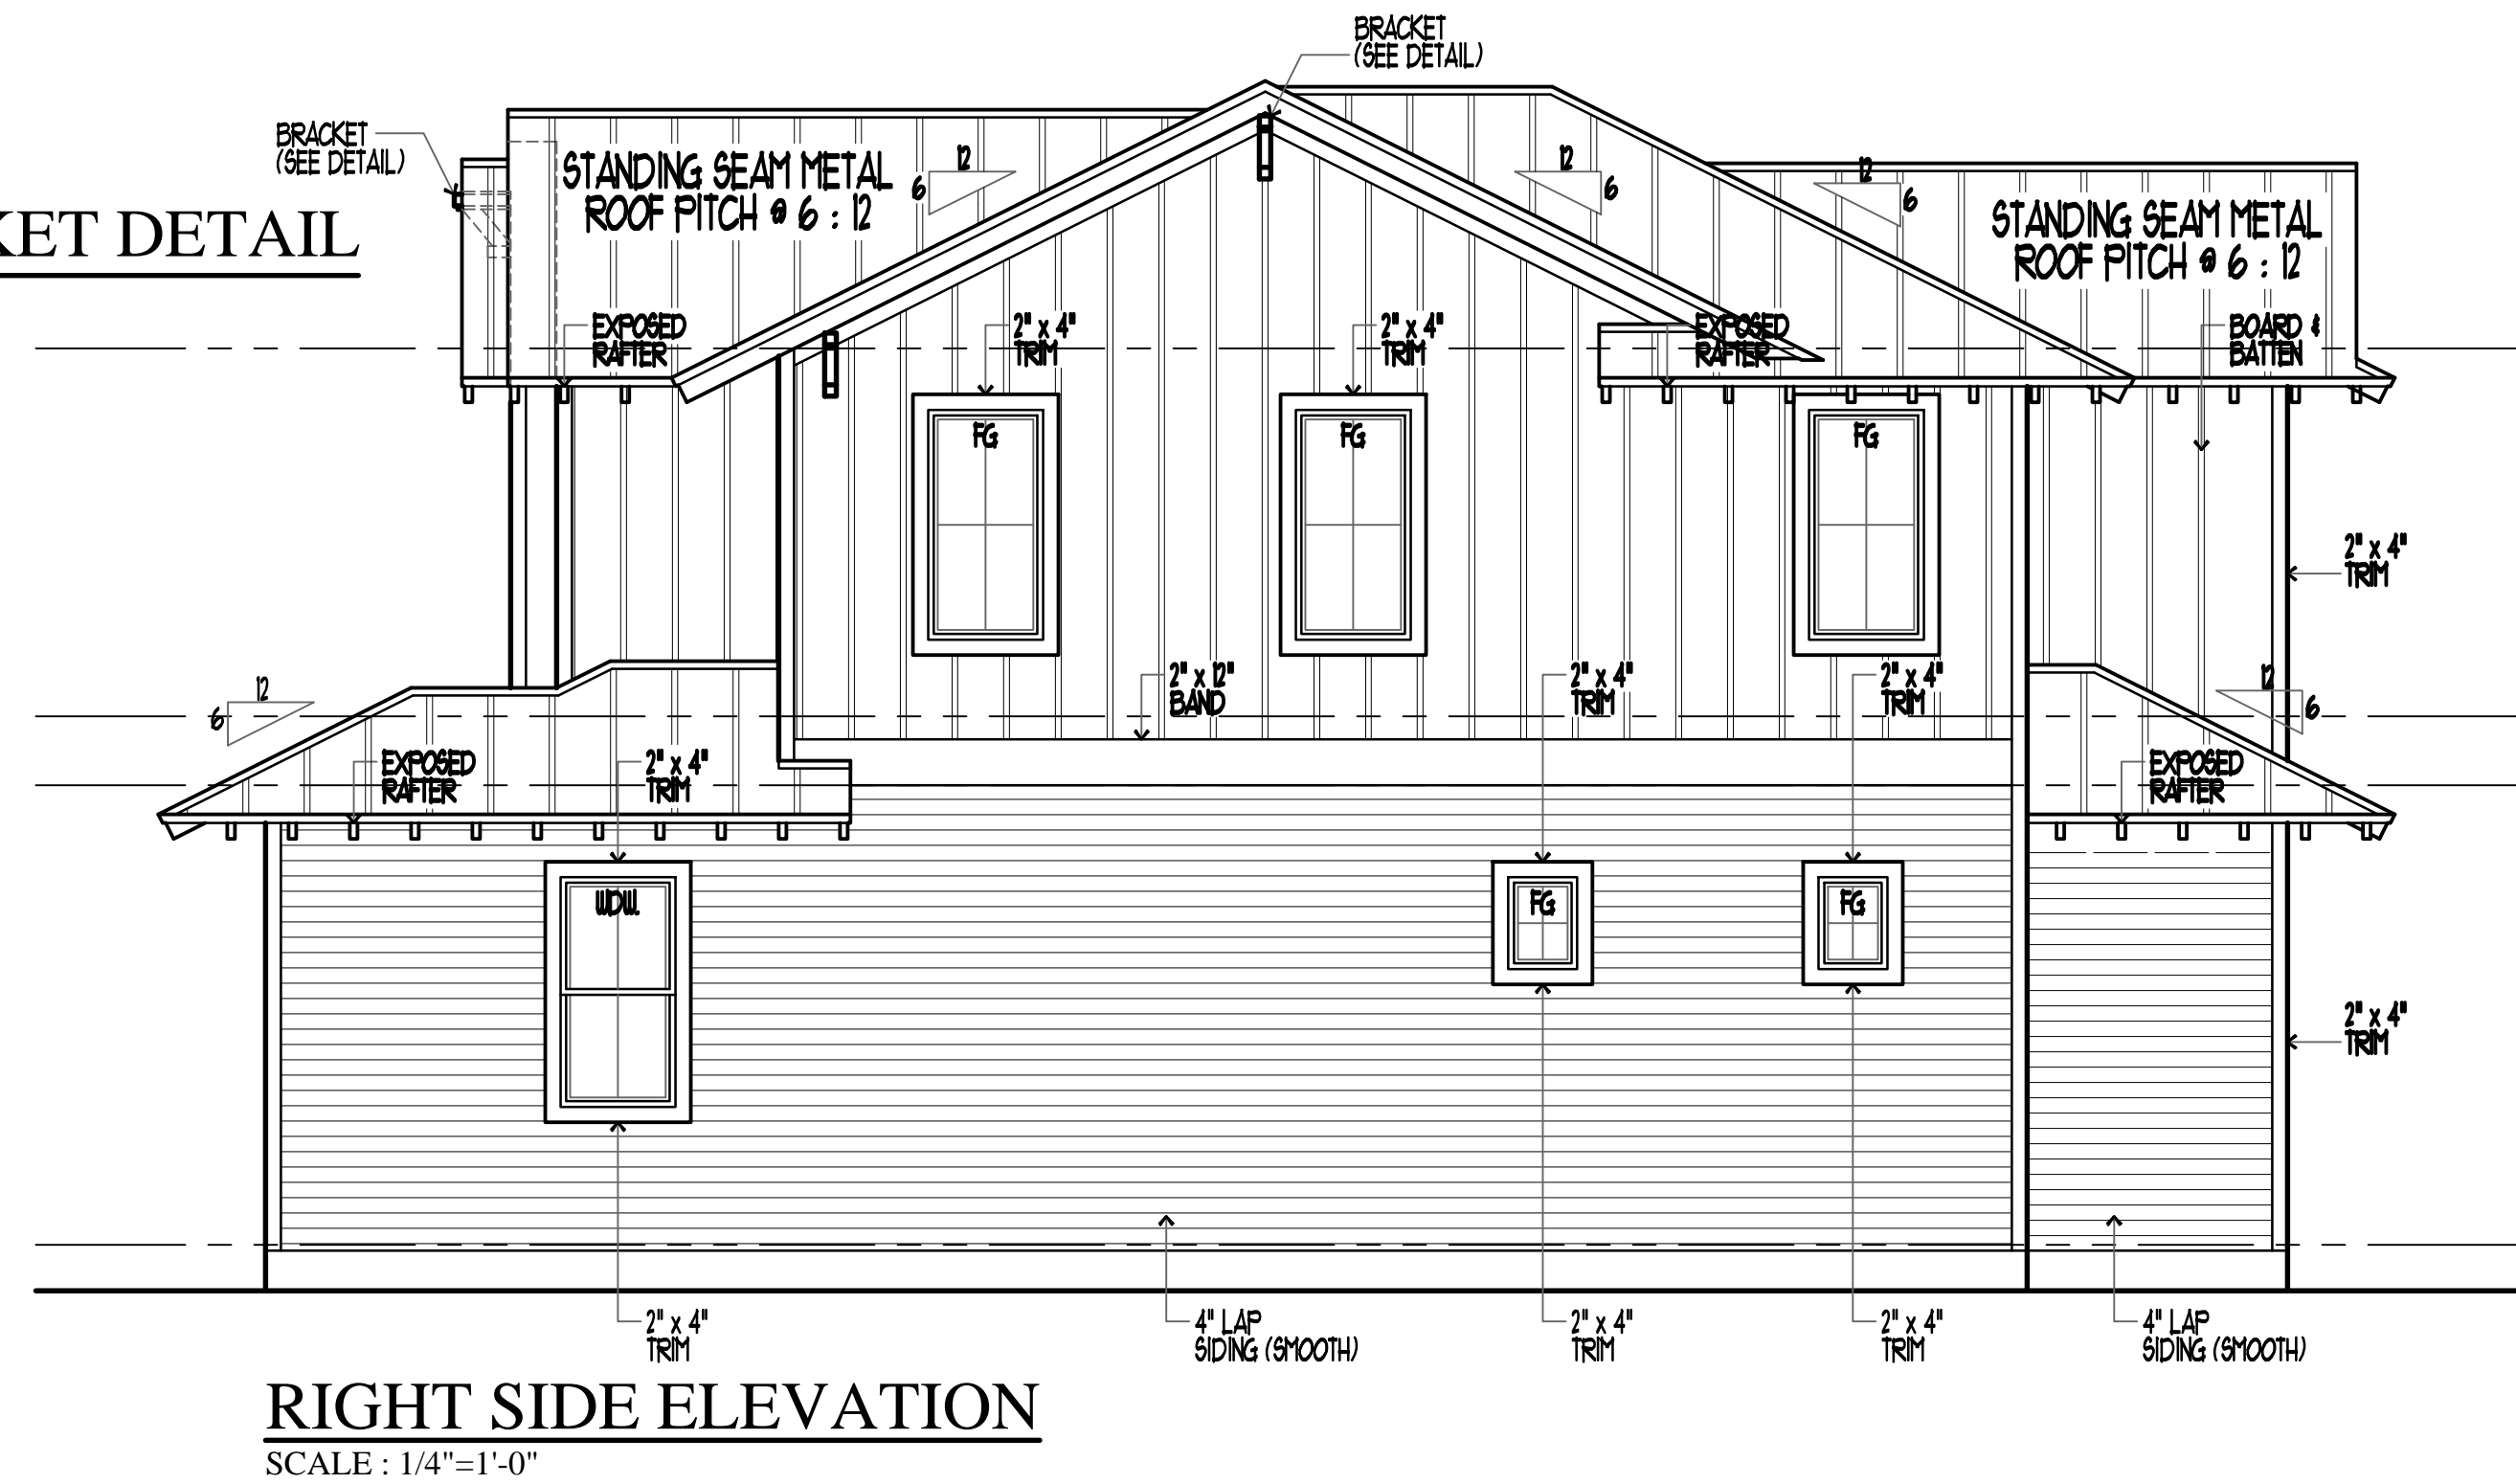 BRACKET
(SEE DETAIL)
BRACKET
(SEE DETAIL)
KET DETAIL
STANDING SEAM METAL
ROOF PITCH @ 6 : 12
12
6
12
6
12
6
STANDING SEAM METAL
ROOF PITCH @ 6 : 12
EXPOSED
RAFTER
2" x 4"
TRIM
2" x 4"
TRIM
EXPOSED
RAFTER
BOARD &
BATTEN
FG
FG
FG
2" x 4"
TRIM
12
6
2" x 12"
BAND
2" x 4"
TRIM
2" x 4"
TRIM
12
6
EXPOSED
RAFTER
2" x 4"
TRIM
EXPOSED
RAFTER
WDW.
FG
FG
2" x 4"
TRIM
2" x 4"
TRIM
4" LAP
SIDING (SMOOTH)
2" x 4"
TRIM
2" x 4"
TRIM
4" LAP
SIDING (SMOOTH)
RIGHT SIDE ELEVATION
SCALE : 1/4"=1'-0"